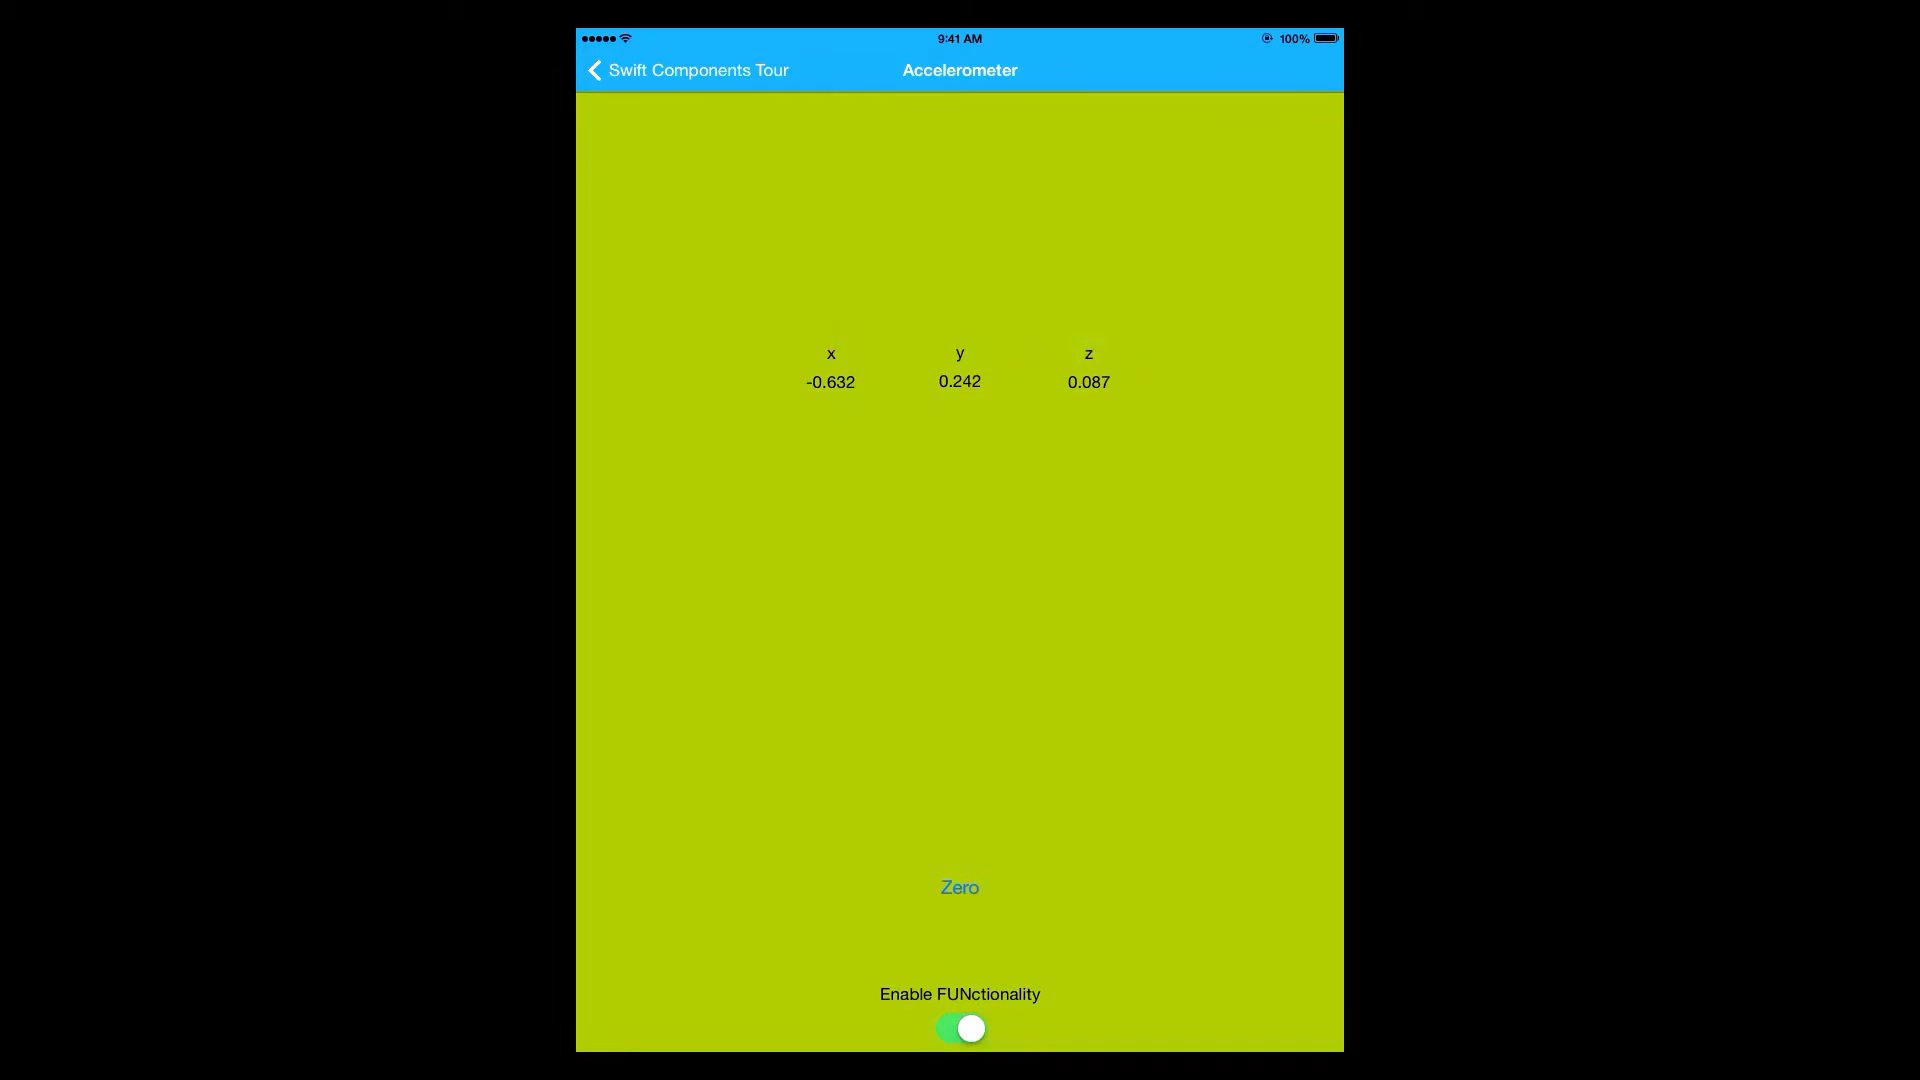 9:41 AM
100%
Swift Components Tour
Accelerometer
x y z
-0.632 0.242 0.087
Zero
Enable FUNctionality